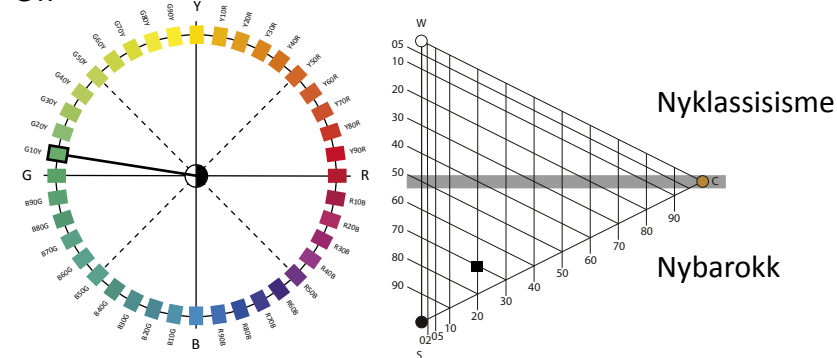 Y
Y10R
Y20R
Y30R
Y40R
Y50R
Y60R
Y70R
Y80R
Y90R
R
R10B
R20B
R30B
R40B
R50B
R60B
R70B
R80B
R90B
B
B10G
B20G
B30G
B40G
B50G
B60G
B70G
B80G
B90G
G
G10Y
G20Y
G30Y
G40Y
G50Y
G60Y
G70Y
G80Y
G90Y
W
05
10
20
30
40
50
60
70
80
90
S
02
05
10
20
30
40
50
60
70
80
90
C
Nyklassisisme
Nybarokk